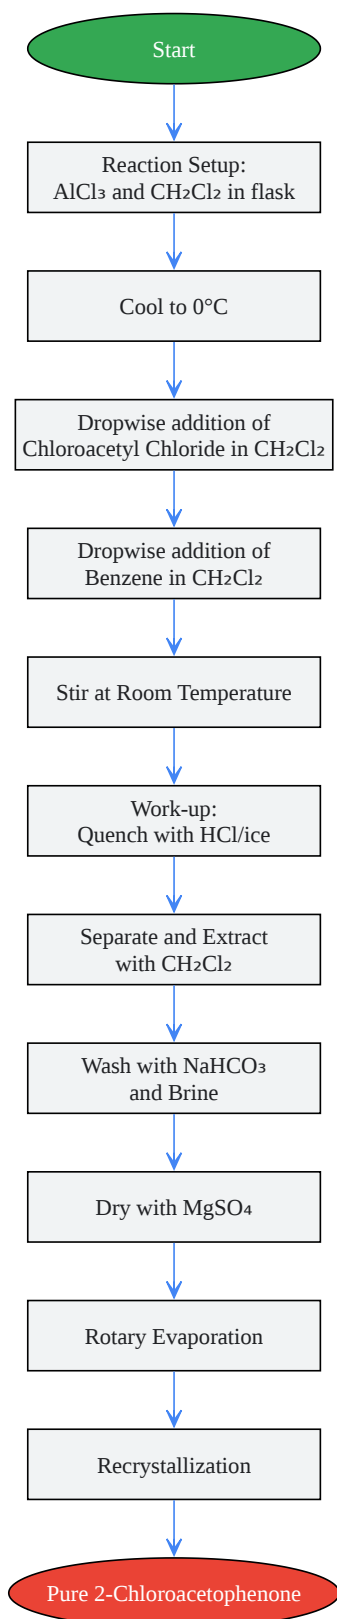 Start
Reaction Setup:
AlCl₃ and CH₂Cl₂ in flask
Cool to 0°C
Dropwise addition of
Chloroacetyl Chloride in CH₂Cl₂
Dropwise addition of
Benzene in CH₂Cl₂
Stir at Room Temperature
Work-up:
Quench with HCl/ice
Separate and Extract
with CH₂Cl₂
Wash with NaHCO₃
and Brine
Dry with MgSO₄
Rotary Evaporation
Recrystallization
Pure 2-Chloroacetophenone